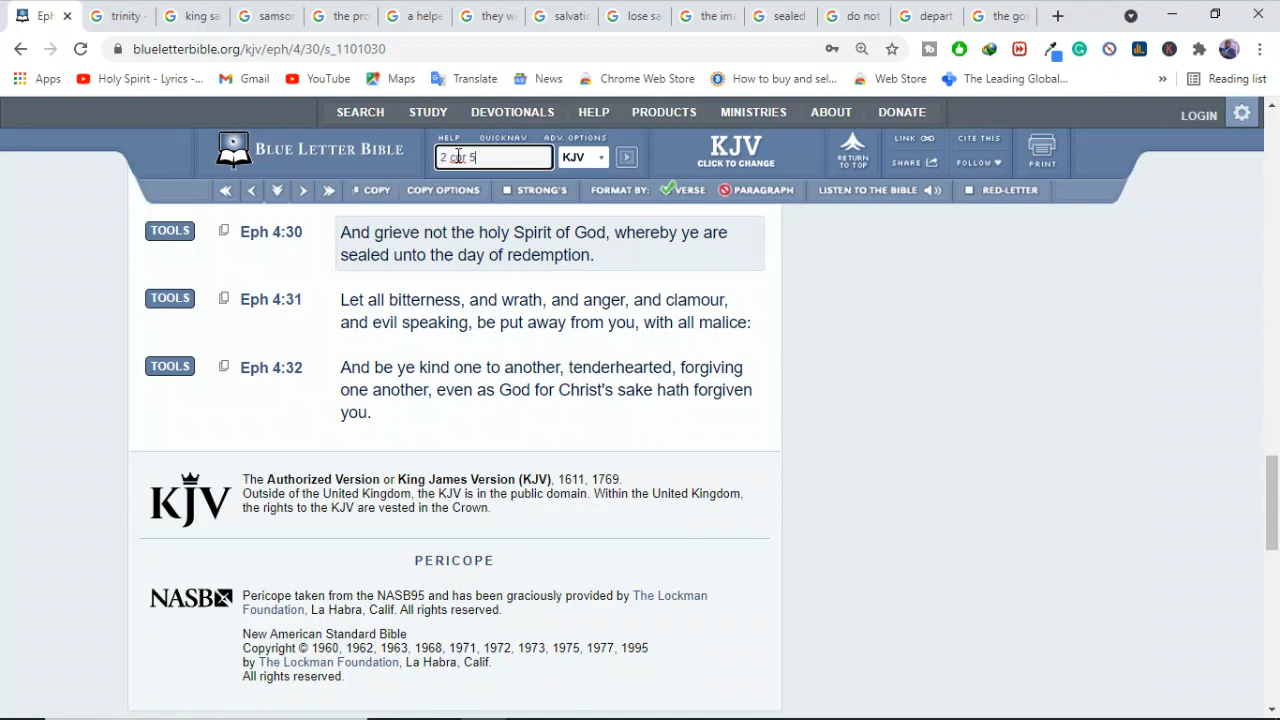 Eph
trinity -
king sa
samsor
the pro
a helpe
they w
salvatic
lose sa
the ima
sealed
do not
depart
the go
blueletterbible.org/kjv/eph/4/30/s_1101030
Apps
Holy Spirit - Lyrics -...
Gmail
YouTube
Maps
Translate
News
Chrome Web Store
How to buy and sel...
Web Store
The Leading Global...
»
Reading list
SEARCH
STUDY
DEVOTIONALS
HELP
PRODUCTS
MINISTRIES
ABOUT
DONATE
LOGIN
BLUE LETTER BIBLE
HELP
QUICKNAV
ADV. OPTIONS
2 cor 5
KJV
KJV
CLICK TO CHANGE
RETURN
TO TOP
LINK
CITE THIS
SHARE
FOLLOW
PRINT
COPY
COPY OPTIONS
STRONG'S
FORMAT BY:
VERSE
PARAGRAPH
LISTEN TO THE BIBLE
RED-LETTER
TOOLS
Eph 4:30
And grieve not the holy Spirit of God, whereby ye are
sealed unto the day of redemption.
TOOLS
Eph 4:31
Let all bitterness, and wrath, and anger, and clamour,
and evil speaking, be put away from you, with all malice:
TOOLS
Eph 4:32
And be ye kind one to another, tenderhearted, forgiving
one another, even as God for Christ's sake hath forgiven
you.
KJV
The Authorized Version or King James Version (KJV), 1611, 1769.
Outside of the United Kingdom, the KJV is in the public domain. Within the United Kingdom,
the rights to the KJV are vested in the Crown.
PERICOPE
NASB
Pericope taken from the NASB95 and has been graciously provided by The Lockman
Foundation, La Habra, Calif. All rights reserved.
New American Standard Bible
Copyright © 1960, 1962, 1963, 1968, 1971, 1972, 1973, 1975, 1977, 1995
by The Lockman Foundation, La Habra, Calif.
All rights reserved.